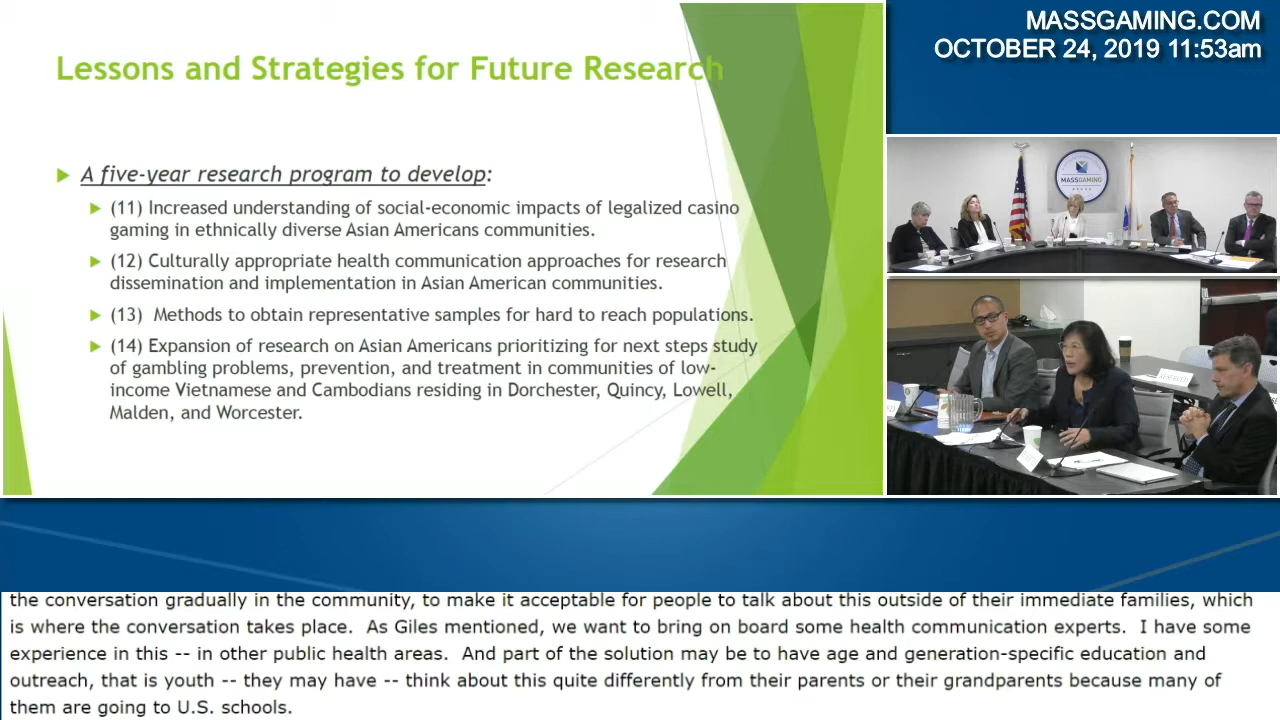 Lessons and Strategies for Future Research
A five-year research program to develop:
(11) Increased understanding of social-economic impacts of legalized casino
gaming in ethnically diverse Asian Americans communities.
(12) Culturally appropriate health communication approaches for research
dissemination and implementation in Asian American communities.
(13) Methods to obtain representative samples for hard to reach populations.
(14) Expansion of research on Asian Americans prioritizing for next steps study
of gambling problems, prevention, and treatment in communities of low-
income Vietnamese and Cambodians residing in Dorchester, Quincy, Lowell,
Malden, and Worcester.
MASSGAMING.COM
OCTOBER 24, 2019 11:53am
MASSGAMING
RESERVED
the conversation gradually in the community, to make it acceptable for people to talk about this outside of their immediate families, which
is where the conversation takes place. As Giles mentioned, we want to bring on board some health communication experts. I have some
experience in this -- in other public health areas. And part of the solution may be to have age and generation-specific education and
outreach, that is youth -- they may have -- think about this quite differently from their parents or their grandparents because many of
them are going to U.S. schools.